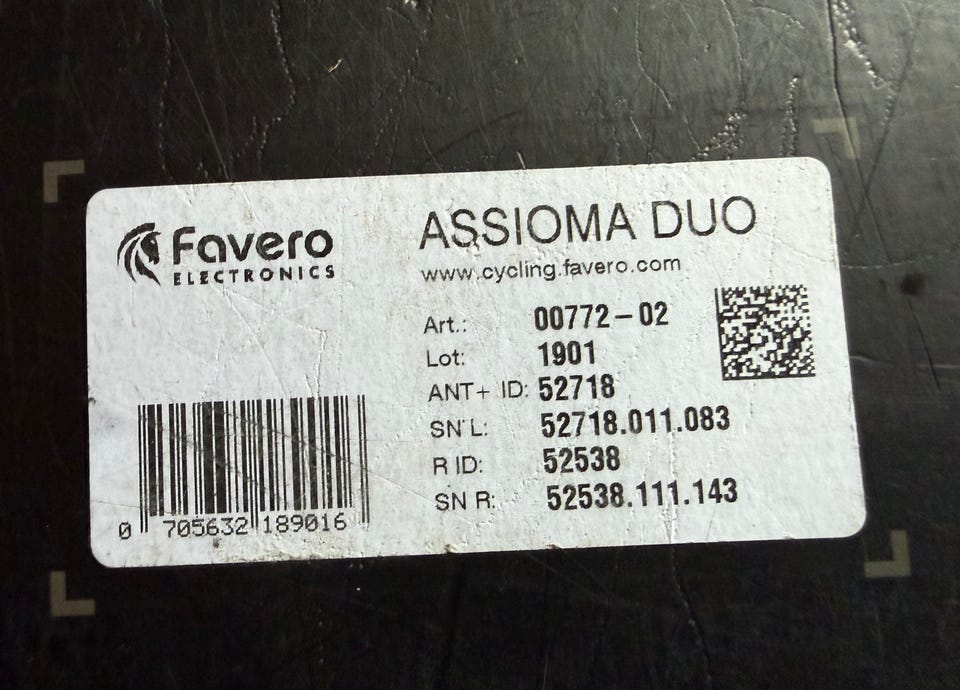 Favero
ELECTRONICS
ASSIOMA DUO
www.cycling.favero.com
Art.: 00772-02
Lot: 1901
ANT+ ID: 52718
SN L: 52718.011.083
R ID: 52538
SN R: 52538.111.143
0 705632 189016